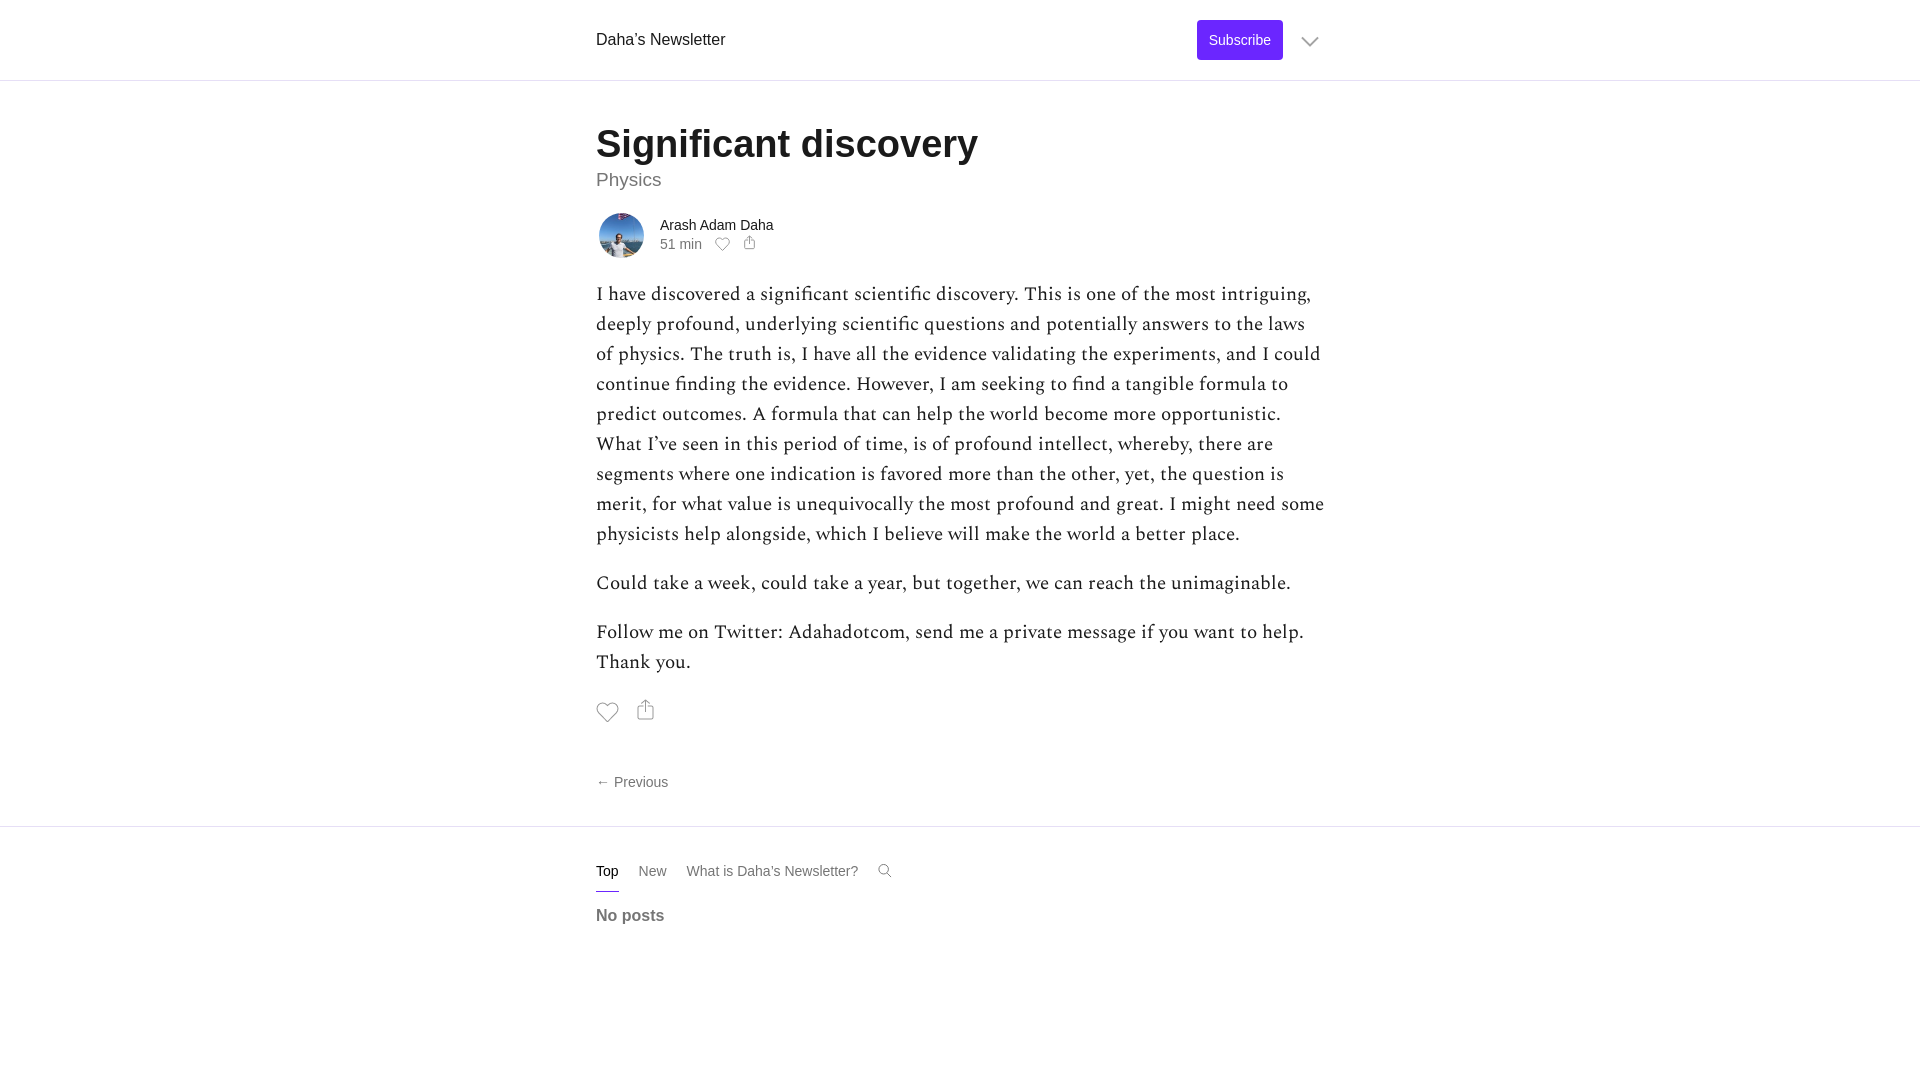 Daha’s Newsletter
Subscribe
Significant discovery
Physics
Arash Adam Daha
51 min
I have discovered a significant scientific discovery. This is one of the most intriguing,
deeply profound, underlying scientific questions and potentially answers to the laws
of physics. The truth is, I have all the evidence validating the experiments, and I could
continue finding the evidence. However, I am seeking to find a tangible formula to
predict outcomes. A formula that can help the world become more opportunistic.
What I’ve seen in this period of time, is of profound intellect, whereby, there are
segments where one indication is favored more than the other, yet, the question is
merit, for what value is unequivocally the most profound and great. I might need some
physicists help alongside, which I believe will make the world a better place.
Could take a week, could take a year, but together, we can reach the unimaginable.
Follow me on Twitter: Adahadotcom, send me a private message if you want to help.
Thank you.
← Previous
Top New What is Daha’s Newsletter?
No posts